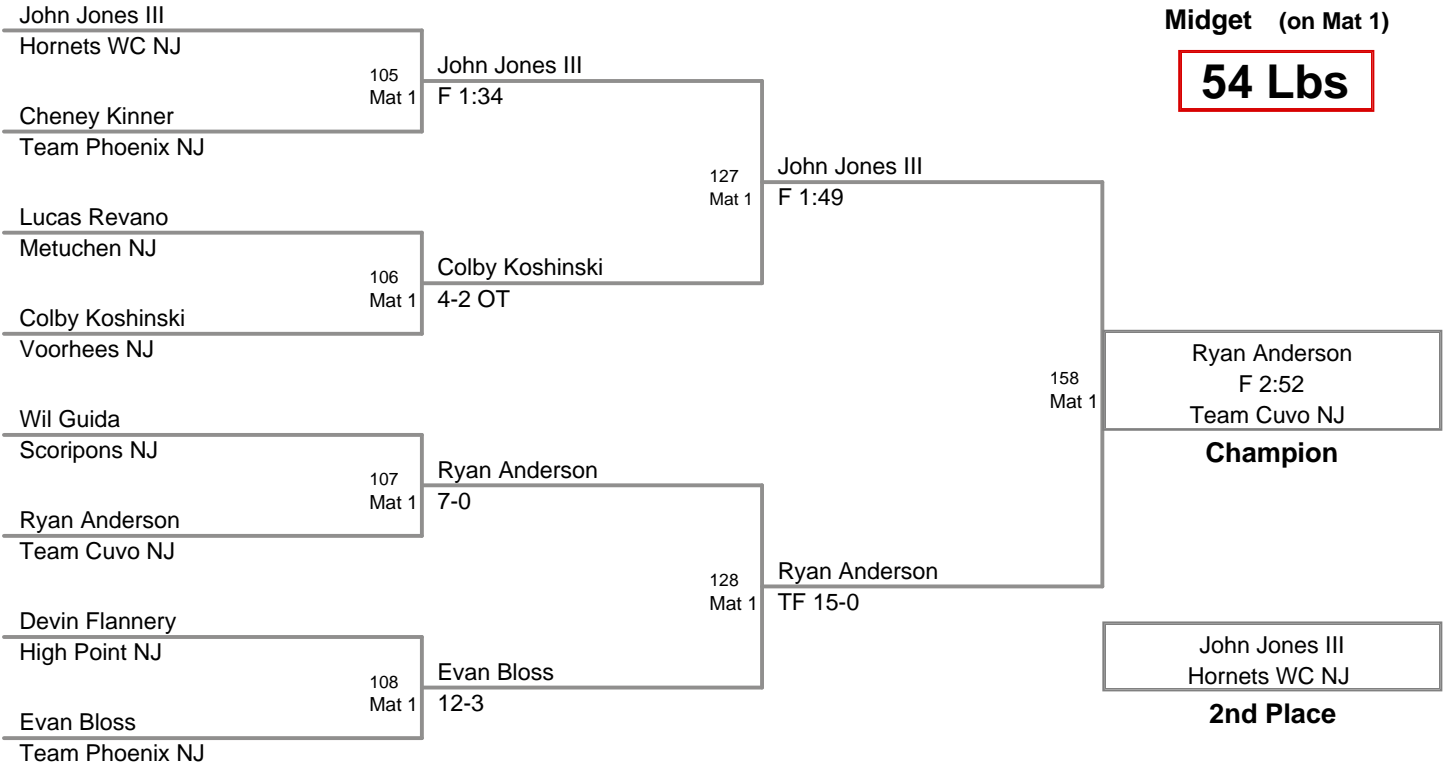 Midget (on Mat 1)
54 Lbs
John Jones III
Hornets WC NJ
105
Mat 1
John Jones III
F 1:34
Cheney Kinner
Team Phoenix NJ
127
Mat 1
John Jones III
F 1:49
Lucas Revano
Metuchen NJ
106
Mat 1
Colby Koshinski
4-2 OT
Colby Koshinski
Voorhees NJ
158
Mat 1
Ryan Anderson
F 2:52
Team Cuvo NJ
Champion
Wil Guida
Scoripons NJ
107
Mat 1
Ryan Anderson
7-0
Ryan Anderson
Team Cuvo NJ
128
Mat 1
Ryan Anderson
TF 15-0
Devin Flannery
High Point NJ
108
Mat 1
Evan Bloss
12-3
Evan Bloss
Team Phoenix NJ
John Jones III
Hornets WC NJ
2nd Place